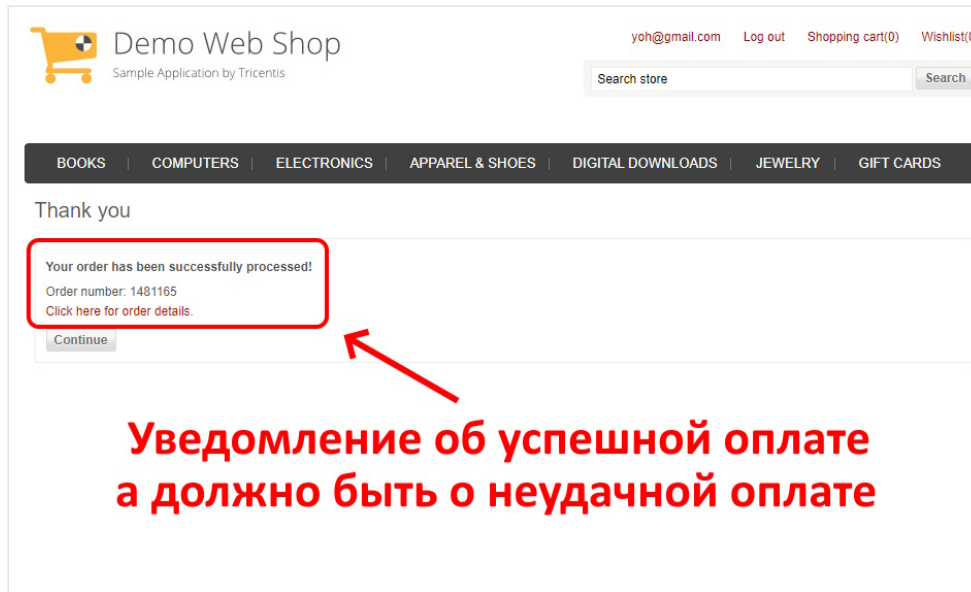 Demo Web Shop
Sample Application by Tricentis
yoh@gmail.com Log out Shopping cart(0) Wishlist(
Search store Search
BOOKS | COMPUTERS | ELECTRONICS | APPAREL & SHOES | DIGITAL DOWNLOADS | JEWELRY | GIFT CARDS
Thank you
Your order has been successfully processed!
Order number: 1481165
Click here for order details.
Continue
Уведомление об успешной оплате
а должно быть о неудачной оплате